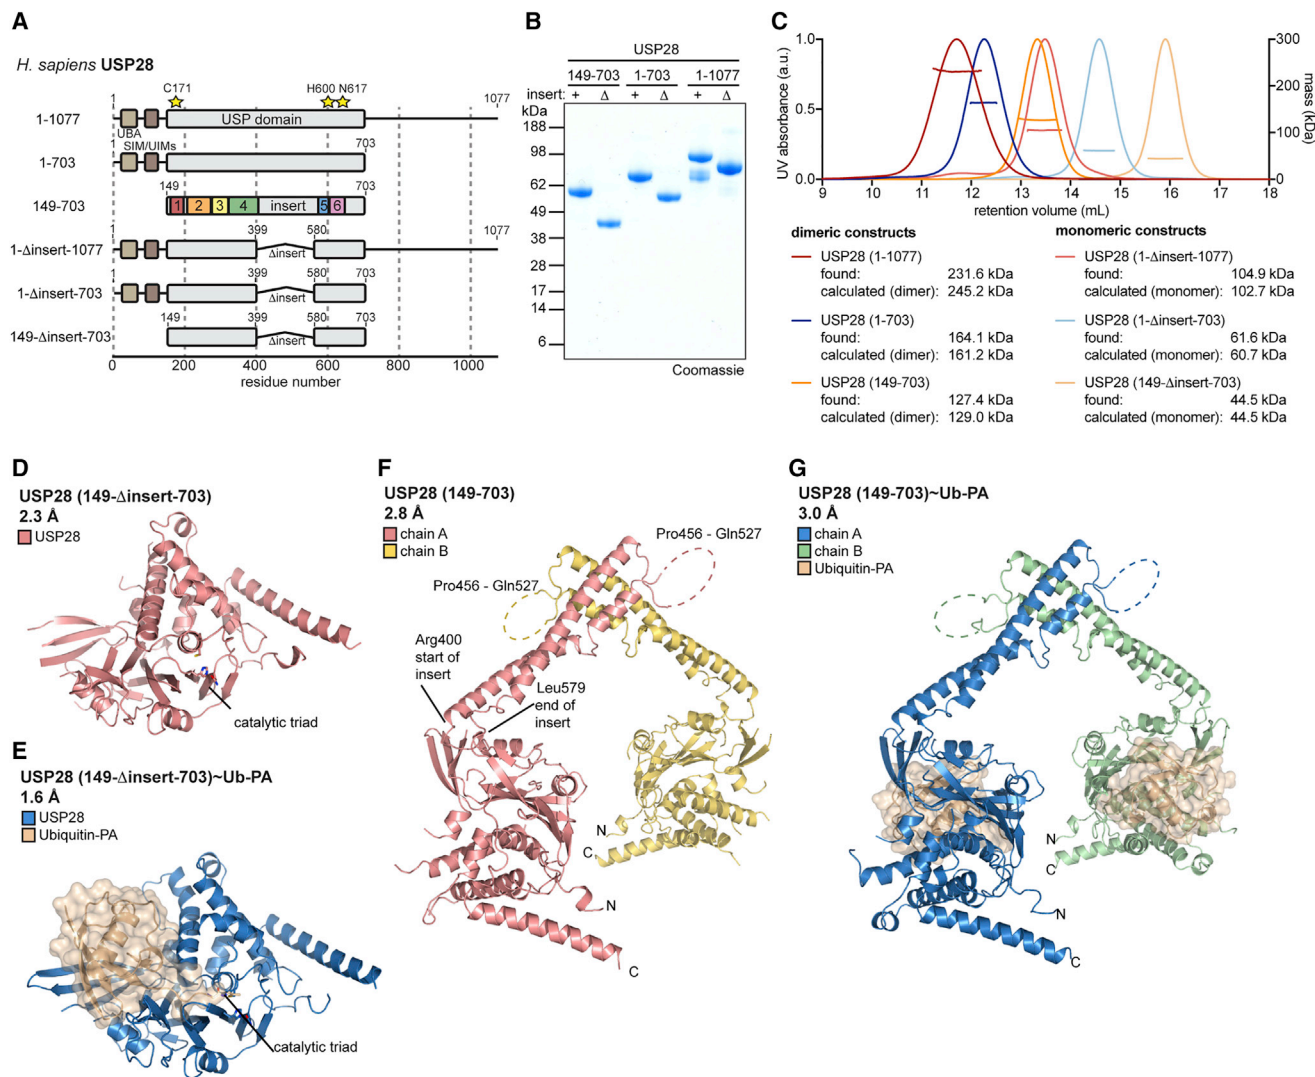 A
H. sapiens USP28
C171
H600 N617
1
1077
1-1077
USP domain
UBA
SIM/UIMs
1
703
1-703
149
703
149-703
1 2 3 4 insert 5 6
1
399
580
1077
1-Δinsert-1077
Δinsert
1
399
580
703
1-Δinsert-703
Δinsert
149
399
580
703
149-Δinsert-703
Δinsert
0 200 400 600 800 1000
residue number
B
USP28
149-703 1-703 1-1077
insert: + Δ + Δ + Δ
kDa
188
98
62
49
38
28
17
14
6
Coomassie
C
UV absorbance (a.u.)
1.0
0.5
0.0
300
200
100
0
mass (kDa)
9 10 11 12 13 14 15 16 17 18
retention volume (mL)
dimeric constructs
USP28 (1-1077)
found: 231.6 kDa
calculated (dimer): 245.2 kDa
USP28 (1-703)
found: 164.1 kDa
calculated (dimer): 161.2 kDa
USP28 (149-703)
found: 127.4 kDa
calculated (dimer): 129.0 kDa
monomeric constructs
USP28 (1-Δinsert-1077)
found: 104.9 kDa
calculated (monomer): 102.7 kDa
USP28 (1-Δinsert-703)
found: 61.6 kDa
calculated (monomer): 60.7 kDa
USP28 (149-Δinsert-703)
found: 44.5 kDa
calculated (monomer): 44.5 kDa
D
USP28 (149-Δinsert-703)
2.3 Å
USP28
catalytic triad
E
USP28 (149-Δinsert-703)~Ub-PA
1.6 Å
USP28
Ubiquitin-PA
catalytic triad
F
USP28 (149-703)
2.8 Å
chain A
chain B
Pro456 - Gln527
Pro456 - Gln527
Arg400
start of
insert
Leu579
end of
insert
N
C
N
C
G
USP28 (149-703)~Ub-PA
3.0 Å
chain A
chain B
Ubiquitin-PA
N
C
N
C